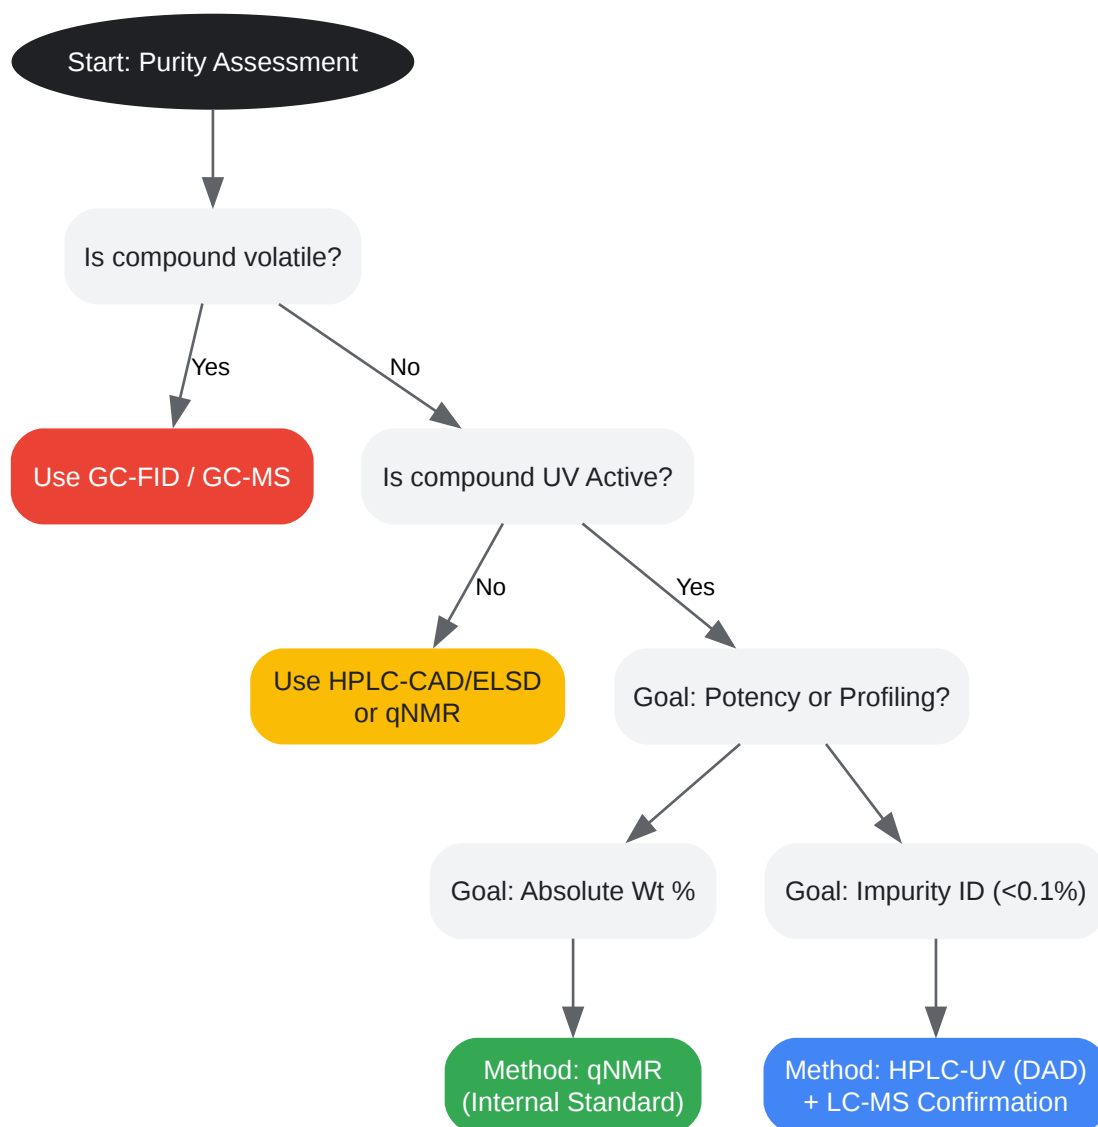 Start: Purity Assessment
Is compound volatile?
Yes
No
Use GC-FID / GC-MS
Is compound UV Active?
No
Yes
Use HPLC-CAD/ELSD
or qNMR
Goal: Potency or Profiling?
Goal: Absolute Wt %
Goal: Impurity ID (<0.1%)
Method: qNMR
(Internal Standard)
Method: HPLC-UV (DAD)
+ LC-MS Confirmation